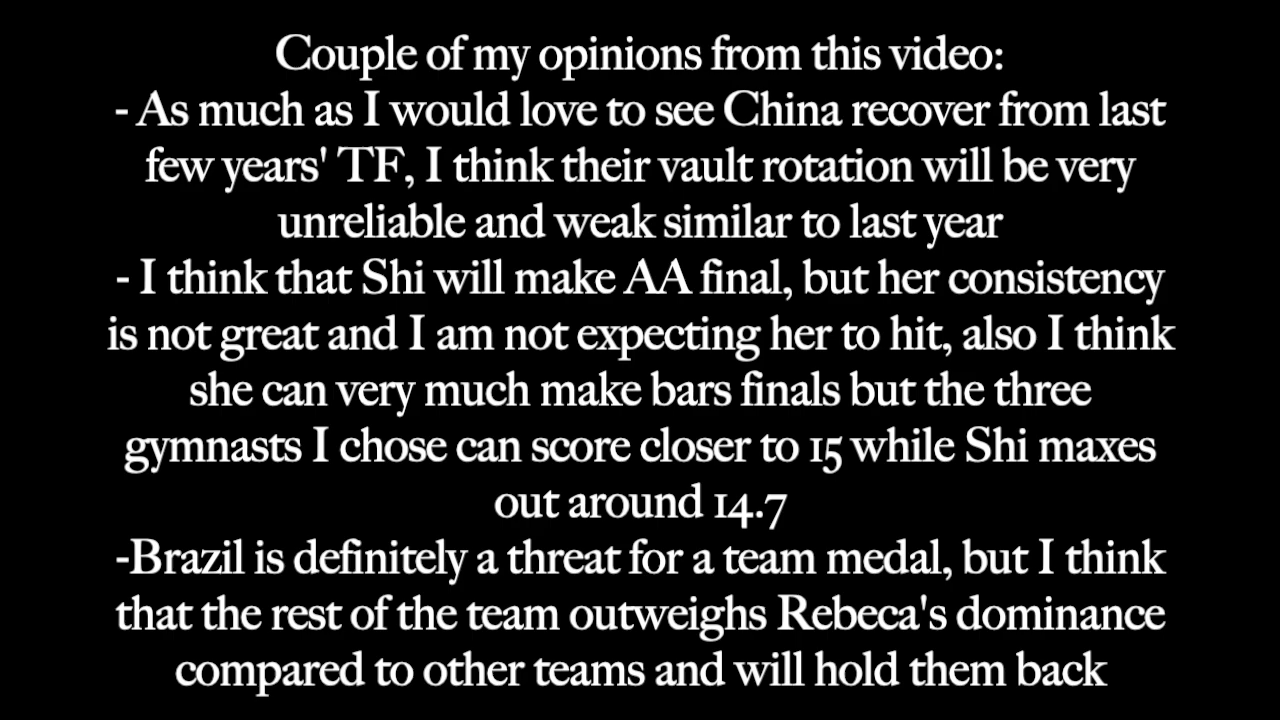 Couple of my opinions from this video:
- As much as I would love to see China recover from last
few years' TF, I think their vault rotation will be very
unreliable and weak similar to last year
- I think that Shi will make AA final, but her consistency
is not great and I am not expecting her to hit, also I think
she can very much make bars finals but the three
gymnasts I chose can score closer to 15 while Shi maxes
out around 14.7
-Brazil is definitely a threat for a team medal, but I think
that the rest of the team outweighs Rebeca's dominance
compared to other teams and will hold them back